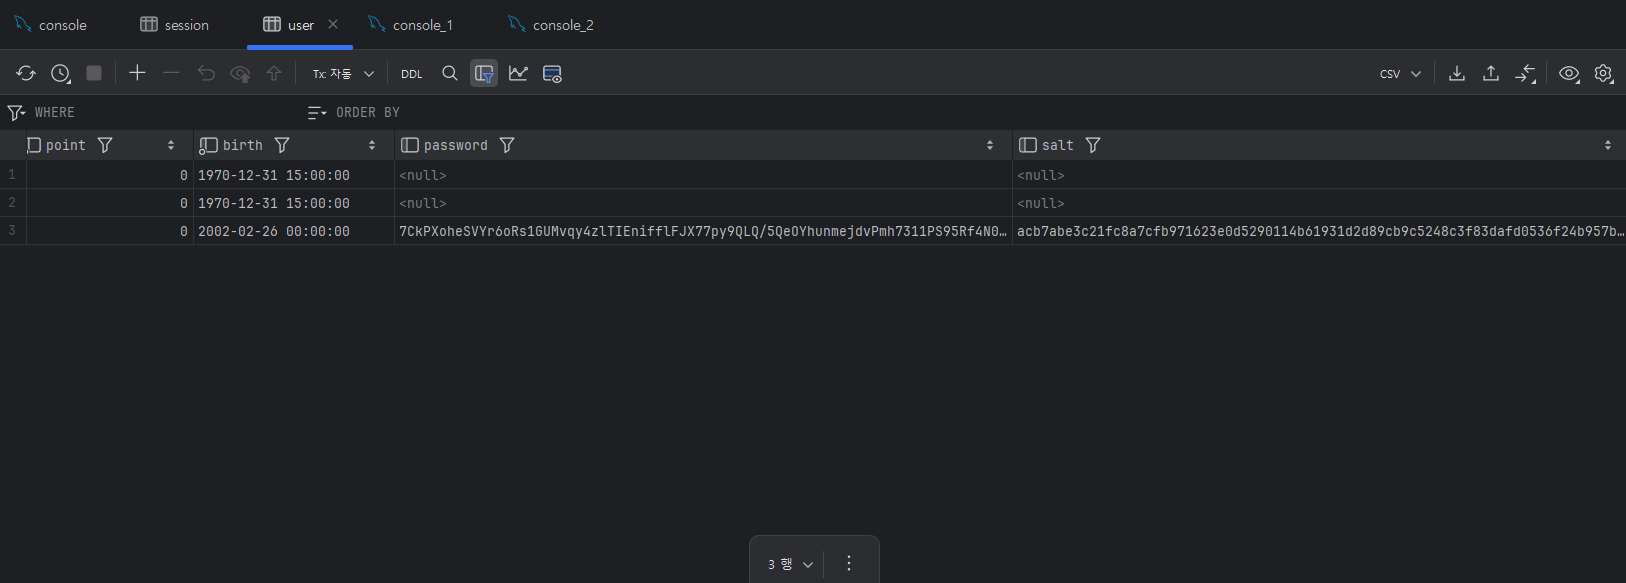 console session user console_1 console_2
Tx: 자동 DDL CSV
WHERE ORDER BY
point birth password salt
1 0 1970-12-31 15:00:00 <null> <null>
2 0 1970-12-31 15:00:00 <null> <null>
3 0 2002-02-26 00:00:00 7CkPXoheSVYr6oRs1GUMvqy4zlTIEnifflFJX77py9QLQ/5QeOYhunmejdvPmh7311PS95Rf4N0… acb7abe3c21fc8a7cfb971623e0d5290114b61931d2d89cb9c5248c3f83dafd0536f24b957b…
3 행